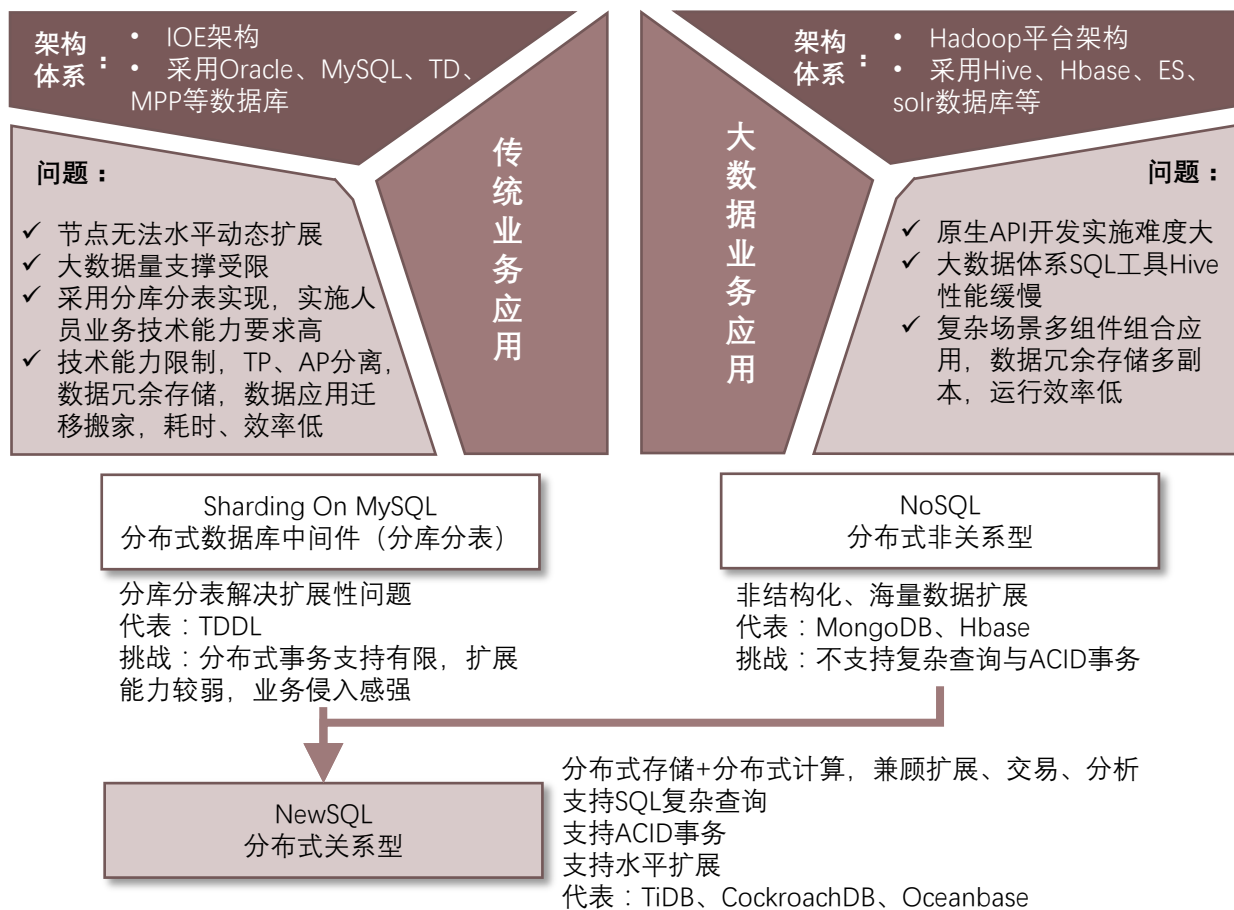 架构体系：
• IOE架构
• 采用Oracle、MySQL、TD、
MPP等数据库
问题：
✓ 节点无法水平动态扩展
✓ 大数据量支撑受限
✓ 采用分库分表实现，实施人
员业务技术能力要求高
✓ 技术能力限制，TP、AP分离，
数据冗余存储，数据应用迁
移搬家，耗时、效率低
传统业务应用
大数据业务应用
架构体系：
• Hadoop平台架构
• 采用Hive、Hbase、ES、
solr数据库等
问题：
✓ 原生API开发实施难度大
✓ 大数据体系SQL工具Hive
性能缓慢
✓ 复杂场景多组件组合应
用，数据冗余存储多副
本，运行效率低
Sharding On MySQL
分布式数据库中间件（分库分表）
分库分表解决扩展性问题
代表：TDDL
挑战：分布式事务支持有限，扩展
能力较弱，业务侵入感强
NoSQL
分布式非关系型
非结构化、海量数据扩展
代表：MongoDB、Hbase
挑战：不支持复杂查询与ACID事务
NewSQL
分布式关系型
分布式存储+分布式计算，兼顾扩展、交易、分析
支持SQL复杂查询
支持ACID事务
支持水平扩展
代表：TiDB、CockroachDB、Oceanbase